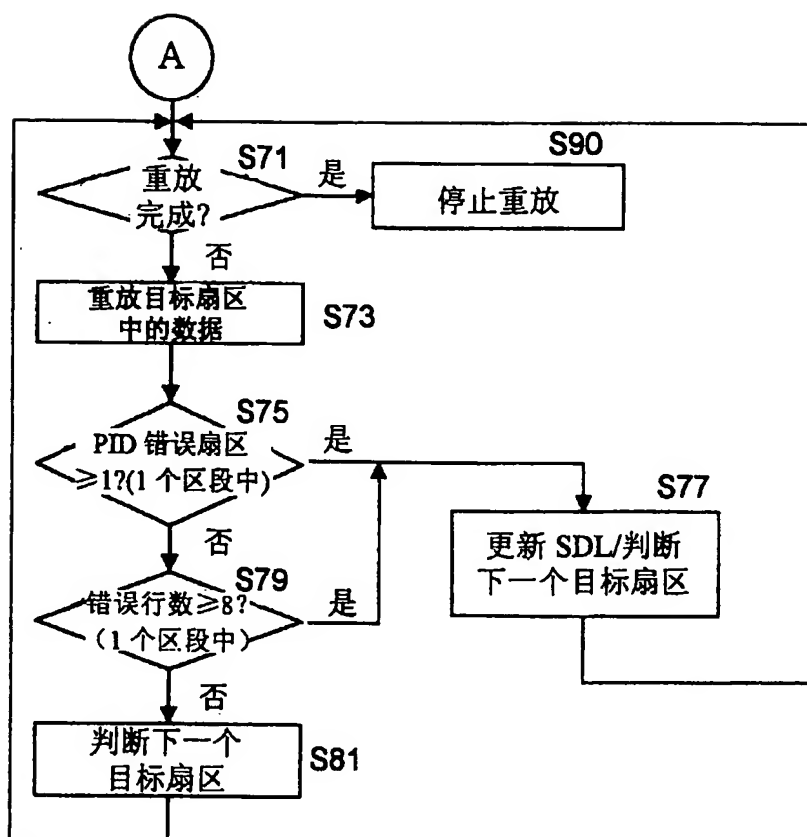 A
S71
重放
完成?
是
S90
停止重放
否
重放目标扇区
中的数据
S73
S75
PID 错误扇区
≥1?(1 个区段中)
是
S77
更新 SDL/判断
下一个目标扇区
否
S79
错误行数≥8?
（1 个区段中）
是
否
判断下一个
目标扇区
S81